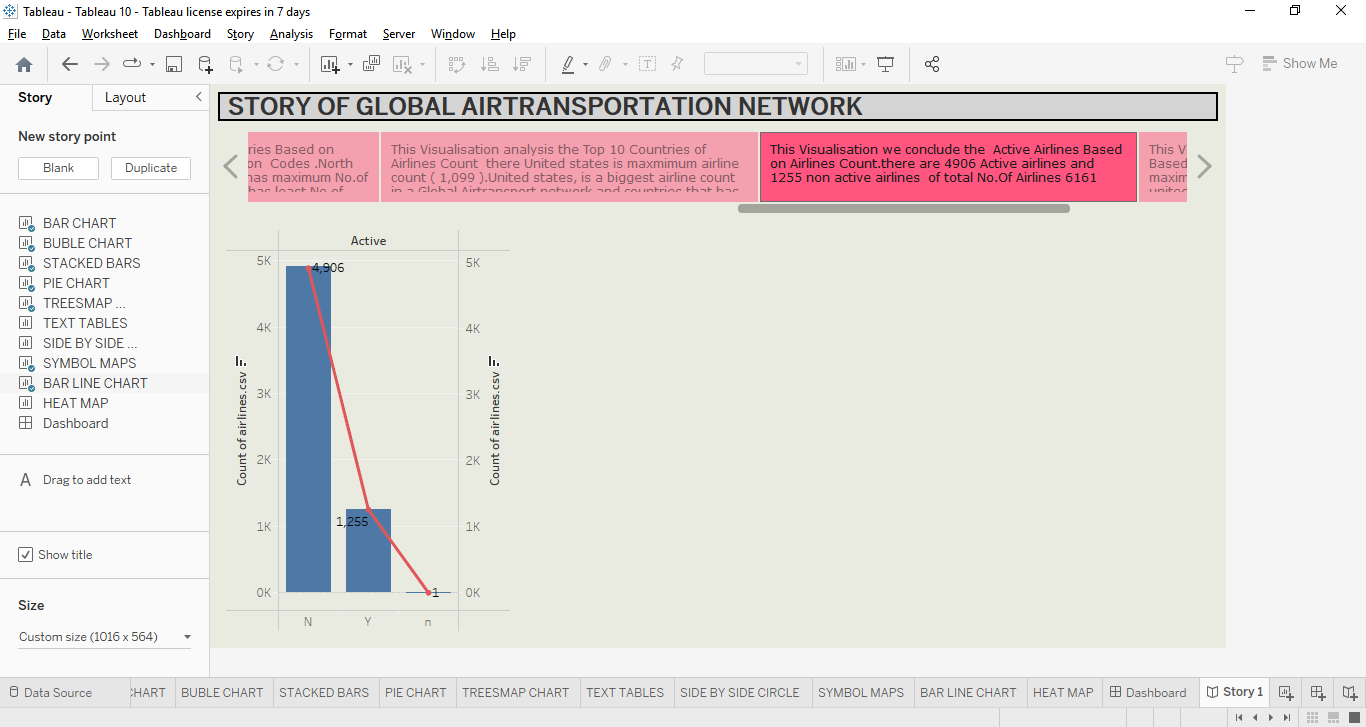 Tableau - Tableau 10 - Tableau license expires in 7 days
File Data Worksheet Dashboard Story Analysis Format Server Window Help
Show Me
Story Layout
New story point
Blank Duplicate
BAR CHART
BUBLE CHART
STACKED BARS
PIE CHART
TREESMAP ...
TEXT TABLES
SIDE BY SIDE ...
SYMBOL MAPS
BAR LINE CHART
HEAT MAP
Dashboard
A Drag to add text
Show title
Size
Custom size (1016 x 564)
STORY OF GLOBAL AIRTRANSPORTATION NETWORK
ries Based on
on Codes .North
has maximum No.of
has least No of
This Visualisation analysis the Top 10 Countries of
Airlines Count there United states is maxmimum airline
count ( 1,099 ).United states, is a biggest airline count
in a Global Airtransport network and countries that has
This Visualisation we conclude the Active Airlines Based
on Airlines Count.there are 4906 Active airlines and
1255 non active airlines of total No.Of Airlines 6161
This V
Based
maxim
united
Active
5K
4K
3K
2K
1K
0K
Count of airlines.csv
4,906
1,255
1
N Y n
5K
4K
3K
2K
1K
0K
Count of airlines.csv
Data Source CHART BUBLE CHART STACKED BARS PIE CHART TREESMAP CHART TEXT TABLES SIDE BY SIDE CIRCLE SYMBOL MAPS BAR LINE CHART HEAT MAP Dashboard Story 1